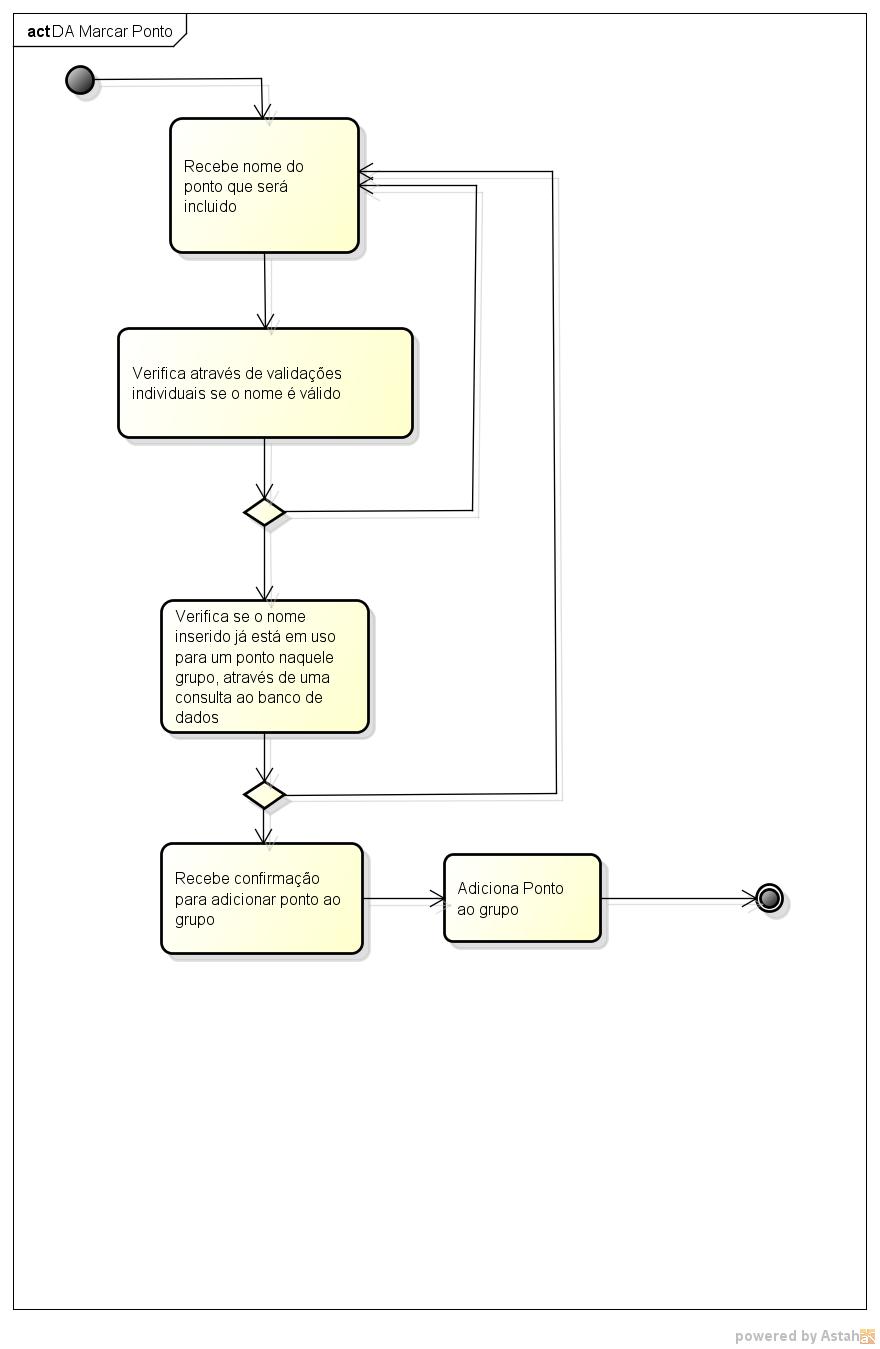 act DA Marcar Ponto
Recebe nome do
ponto que será
incluido
Verifica através de validações
individuais se o nome é válido
Verifica se o nome
inserido já está em uso
para um ponto naquele
grupo, através de uma
consulta ao banco de
dados
Recebe confirmação
para adicionar ponto ao
grupo
Adiciona Ponto
ao grupo
powered by Astah